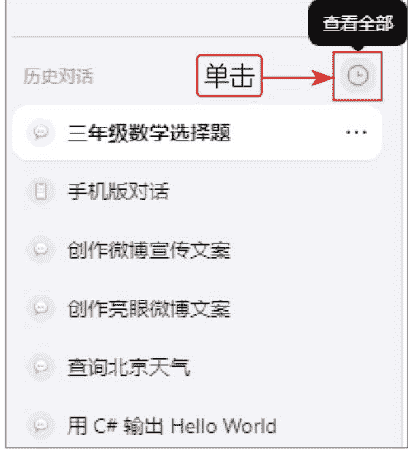 查看全部
历史对话
单击
三年级数学选择题
手机版对话
创作微博宣传文案
创作亮眼微博文案
查询北京天气
用 C# 输出 Hello World